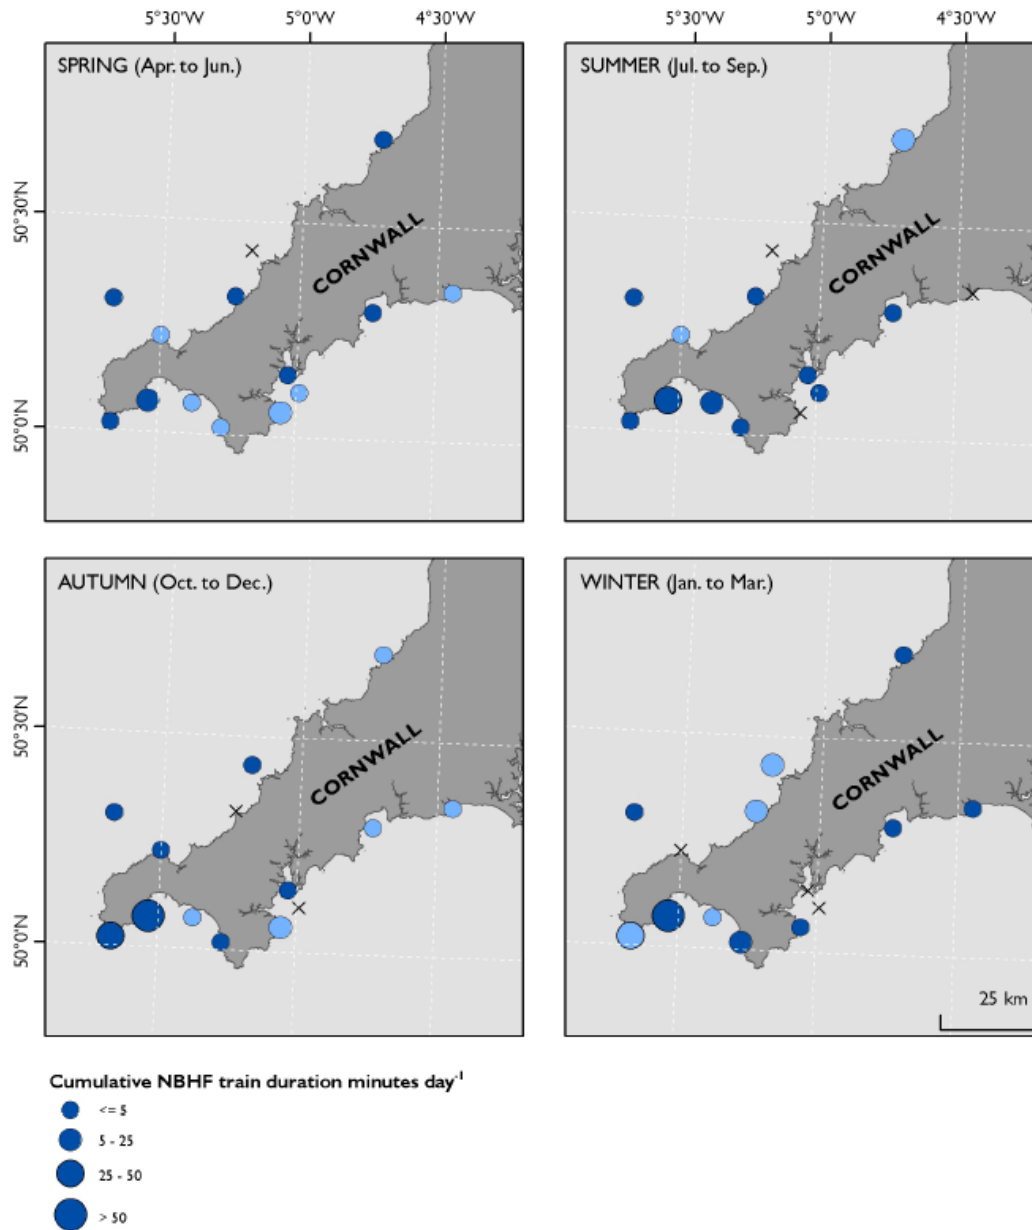 5°30'W 5°0'W 4°30'W 5°30'W 5°0'W 4°30'W
SPRING (Apr. to Jun.)
SUMMER (Jul. to Sep.)
50°30'N
CORNWALL
CORNWALL
50°0'N
AUTUMN (Oct. to Dec.)
WINTER (Jan. to Mar.)
50°30'N
CORNWALL
CORNWALL
50°0'N
25 km
Cumulative NBHF train duration minutes day⁻¹
<= 5
5 - 25
25 - 50
> 50